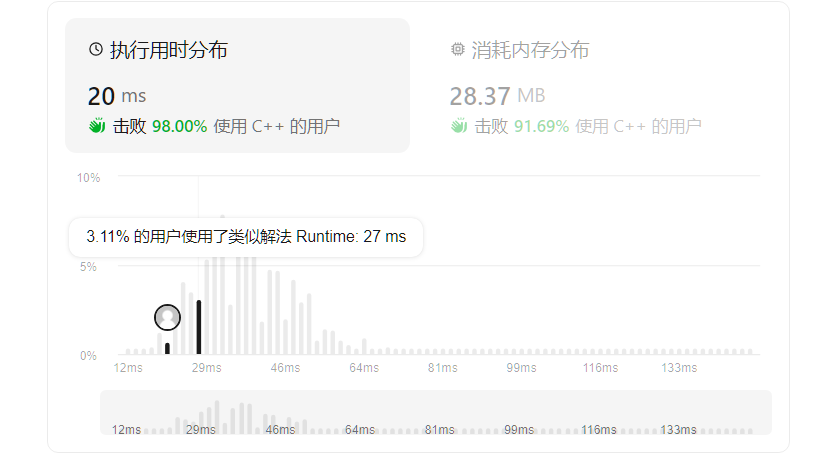 执行用时分布
消耗内存分布
20 ms
28.37 MB
击败 98.00% 使用 C++ 的用户
击败 91.69% 使用 C++ 的用户
10%
3.11% 的用户使用了类似解法 Runtime: 27 ms
5%
0%
12ms 29ms 46ms 64ms 81ms 99ms 116ms 133ms
12ms 29ms 46ms 64ms 81ms 99ms 116ms 133ms